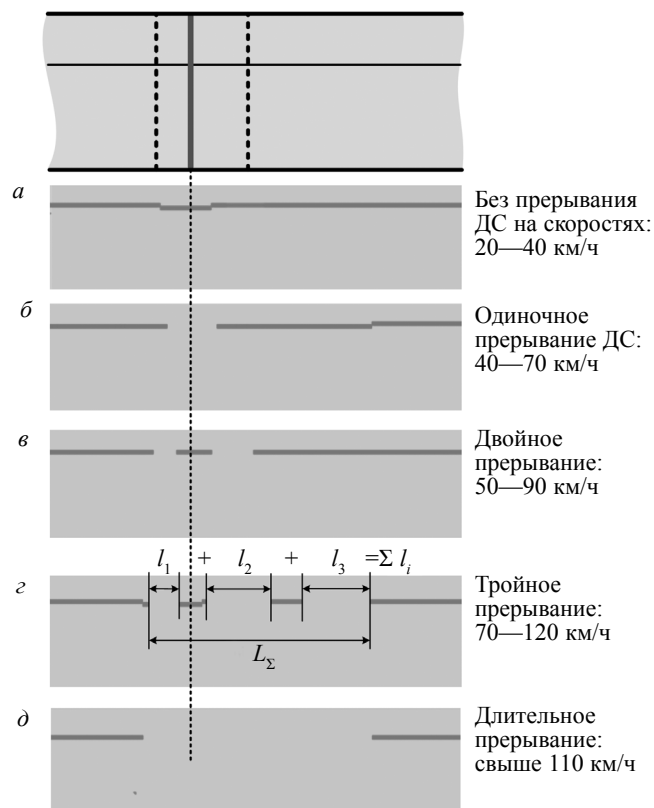 а
Без прерывания
ДС на скоростях:
20—40 км/ч
б
Одиночное
прерывание ДС:
40—70 км/ч
в
Двойное
прерывание:
50—90 км/ч
l1 + l2 + l3 =Σ li
г
Тройное
прерывание:
70—120 км/ч
LΣ
д
Длительное
прерывание:
свыше 110 км/ч